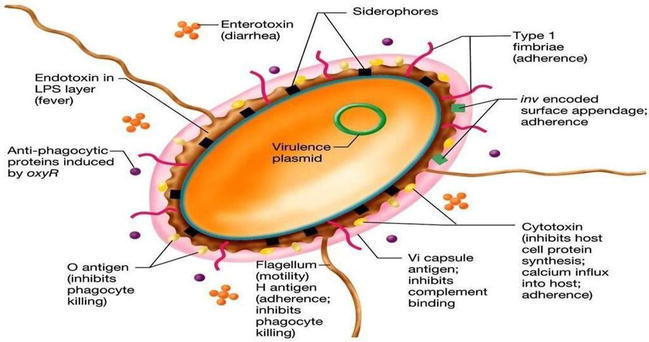 Enterotoxin
(diarrhea)
Siderophores
Type 1
fimbriae
(adherence)
Endotoxin in
LPS layer
(fever)
inv encoded
surface appendage;
adherence
Anti-phagocytic
proteins induced
by oxyR
Virulence
plasmid
O antigen
(inhibits
phagocyte
killing)
Flagellum
(motility)
H antigen
(adherence;
inhibits
phagocyte
killing)
Vi capsule
antigen;
inhibits
complement
binding
Cytotoxin
(inhibits host
cell protein
synthesis;
calcium influx
into host;
adherence)